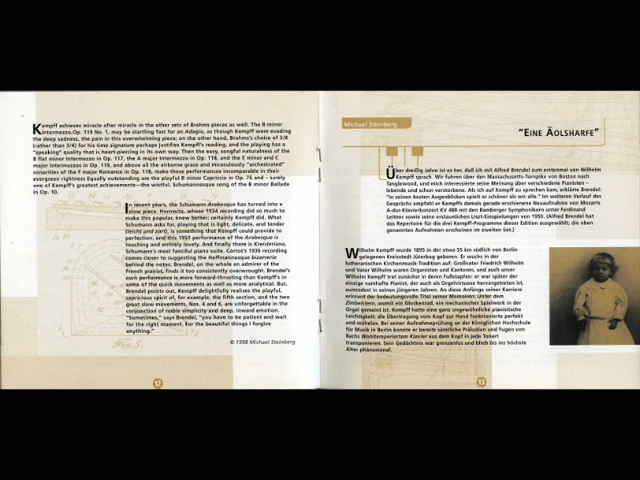 Kempff achieves miracle after miracle in the other sets of Brahms pieces as well. The B minor
Intermezzo, Op. 119 No. 1, may be startling fast for an Adagio, as though Kempff were evading
the deep sadness, the pain in this overwhelming piece; on the other hand, Brahms's choice of 3/8
(rather than 3/4) for his time signature perhaps justifies Kempff's reading, and the playing has a
"speaking" quality that is heart-piercing in its own way. Then the easy, songful naturalness of the
B flat minor Intermezzo in Op. 117, the A major Intermezzo in Op. 118, and the E minor and C
major Intermezzos in Op. 119, and above all the airborne grace and miraculously "orchestrated"
sonorities of the F major Romance in Op. 118, make these performances incomparable in their
evergreen rightness Equally outstanding are the playful B minor Capriccio in Op. 76 and – surely
one of Kempff's greatest achievements—the wistful, Schumannesque song of the B minor Ballade
in Op. 10.
In recent years, the Schumann Arabesque has turned into a
slow piece. Horowitz, whose 1934 recording did so much to
make this popular, knew better; certainly Kempff did. What
Schumann asks for, playing that is light, delicate, and tender
(leicht und zart), is something that Kempff could provide to
perfection, and this 1951 performance of the Arabesque is
touching and entirely lovely. And finally there is Kreisleriana,
Schumann's most fanciful piano suite. Cortot's 1936 recording
comes closer to suggesting the Hoffmannesque bizarrerie
behind the notes; Brendel, on the whole an admirer of the
French pianist, finds it too consistently overwrought. Brendel's
own performance is more forward-thrusting than Kempff's in
some of the quick movements as well as more analytical. But,
Brendel points out, Kempff delightfully realises the playful,
capricious spirit of, for example, the fifth section, and the two
great slow movements, Nos. 4 and 6, are unforgettable in the
conjunction of noble simplicity and deep, inward emotion.
"Sometimes," says Brendel, "you have to be patient and wait
for the right moment. For the beautiful things I forgive
anything."
© 1998 Michael Steinberg
Fig.5
12
Michael Steinberg
"EINE ÄOLSHARFE"
Über dreißig Jahre ist es her, daß ich mit Alfred Brendel zum erstenmal von Wilhelm
Kempff sprach. Wir fuhren über den Massachusetts-Turnpike von Boston nach
Tanglewood, und mich interessierte seine Meinung über verschiedene Pianisten –
lebende und schon verstorbene. Als ich auf Kempff zu sprechen kam, erklärte Brendel:
"In seinen besten Augenblicken spielt er schöner als wir alle." Im weiteren Verlauf des
Gesprächs empfahl er Kempffs damals gerade erschienene Neuaufnahme von Mozarts
A-dur-Klavierkonzert KV 488 mit den Bamberger Symphonikern unter Ferdinand
Leitner sowie seine erstaunlichen Liszt-Einspielungen von 1950. (Alfred Brendel hat
das Repertoire für die drei Kempff-Programme dieser Edition ausgewählt; die oben
genannten Aufnahmen erscheinen im zweiten Set.)
Wilhelm Kempff wurde 1895 in der etwa 55 km südlich von Berlin
gelegenen Kreisstadt Jüterbog geboren. Er wuchs in der
lutheranischen Kirchenmusik-Tradition auf: Großvater Friedrich Wilhelm
und Vater Wilhelm waren Organisten und Kantoren, und auch unser
Wilhelm Kempff trat zunächst in deren Fußstapfen: er war später der
einzige namhafte Pianist, der auch als Orgelvirtuose hervorgetreten ist,
zumindest in seinen jüngeren Jahren. An diese Anfänge seiner Karriere
erinnert der bedeutungsvolle Titel seiner Memoiren: Unter dem
Zimbelstern, womit ein Glockenrad, ein mechanisches Spielwerk in der
Orgel gemeint ist. Kempff hatte eine ganz ungewöhnliche pianistische
Leichtigkeit: die Übertragung vom Kopf zur Hand funktionierte perfekt
und mühelos. Bei seiner Aufnahmeprüfung an der Königlichen Hochschule
für Musik in Berlin konnte er bereits sämtliche Präludien und Fugen von
Bachs Wohltemperiertem Klavier aus dem Kopf in jede Tonart
transponieren. Sein Gedächtnis war grenzenlos und blieb bis ins höchste
Alter phänomenal.
13